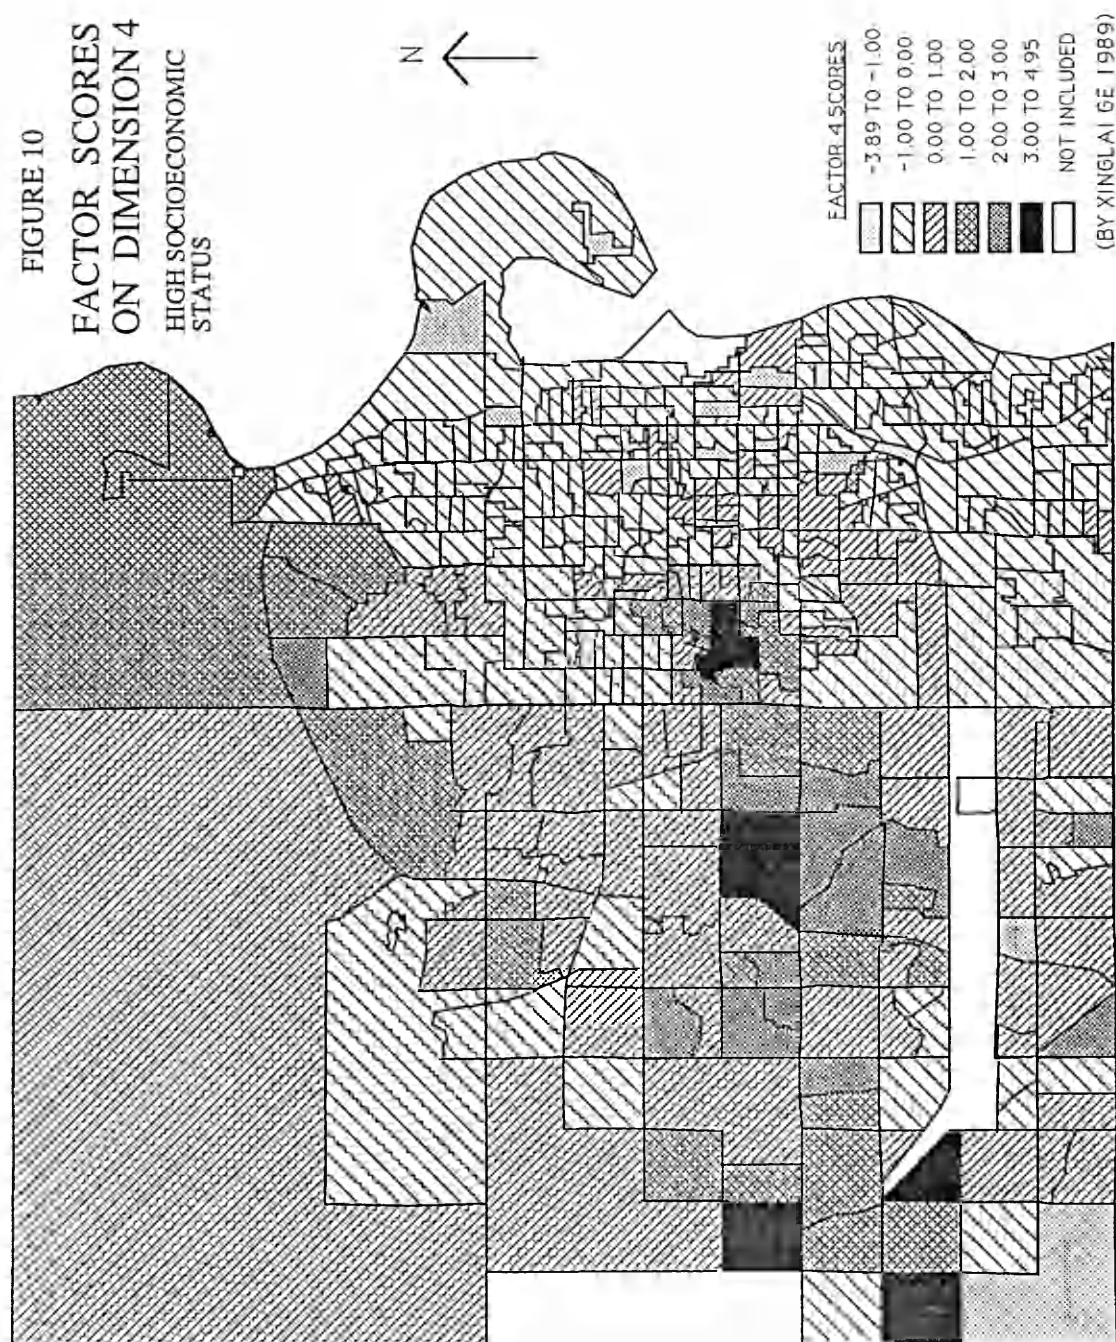 FIGURE 10
FACTOR SCORES
ON DIMENSION 4
HIGH SOCIOECONOMIC
STATUS
N
FACTOR 4 SCORES
-3.89 TO -1.00
-1.00 TO 0.00
0.00 TO 1.00
1.00 TO 2.00
2.00 TO 3.00
3.00 TO 4.95
NOT INCLUDED
(BY XINGLAI GE 1989)